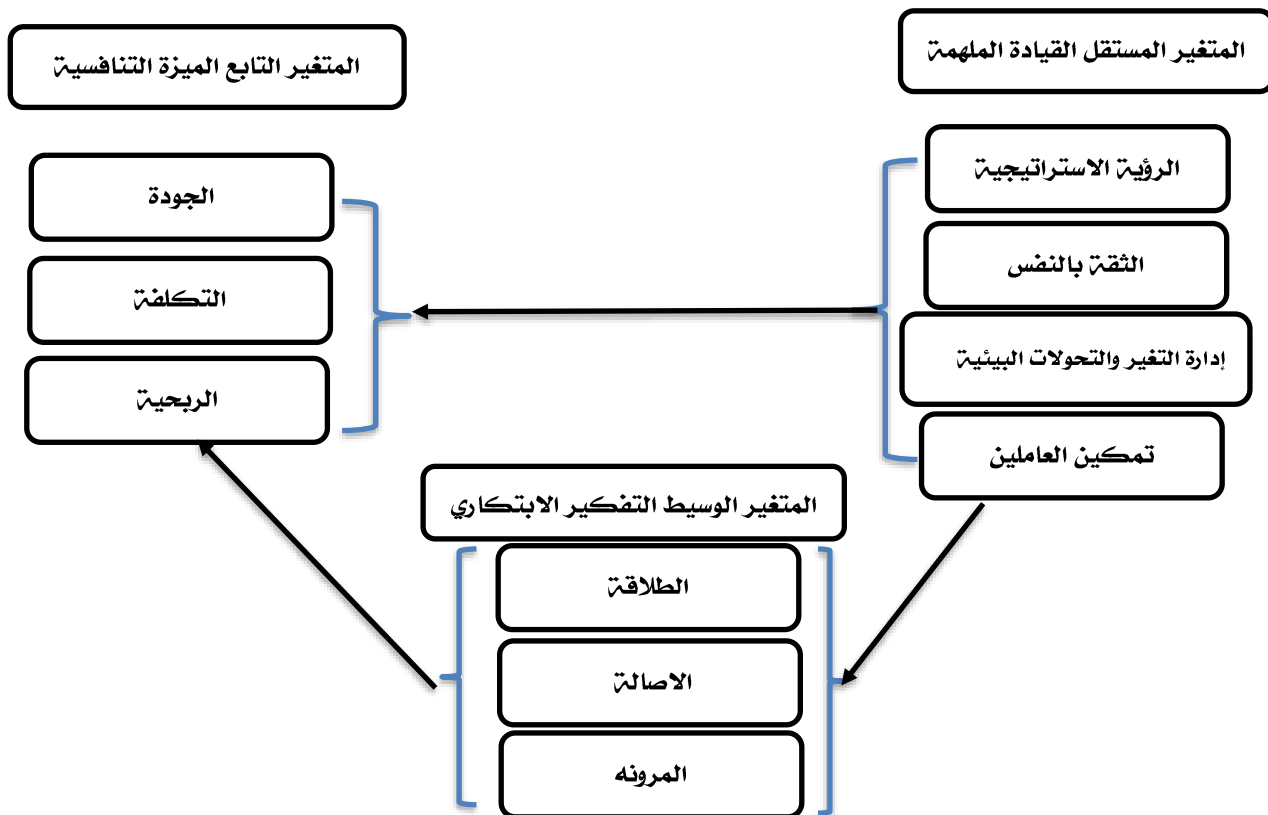 المتغير المستقل القيادة الملهمة
المتغير التابع الميزة التنافسية
الرؤية الاستراتيجية
الثقة بالنفس
إدارة التغير والتحولات البيئية
تمكين العاملين
الجودة
التكلفة
الربحية
المتغير الوسيط التفكير الابتكاري
الطلاقة
الاصالة
المرونه